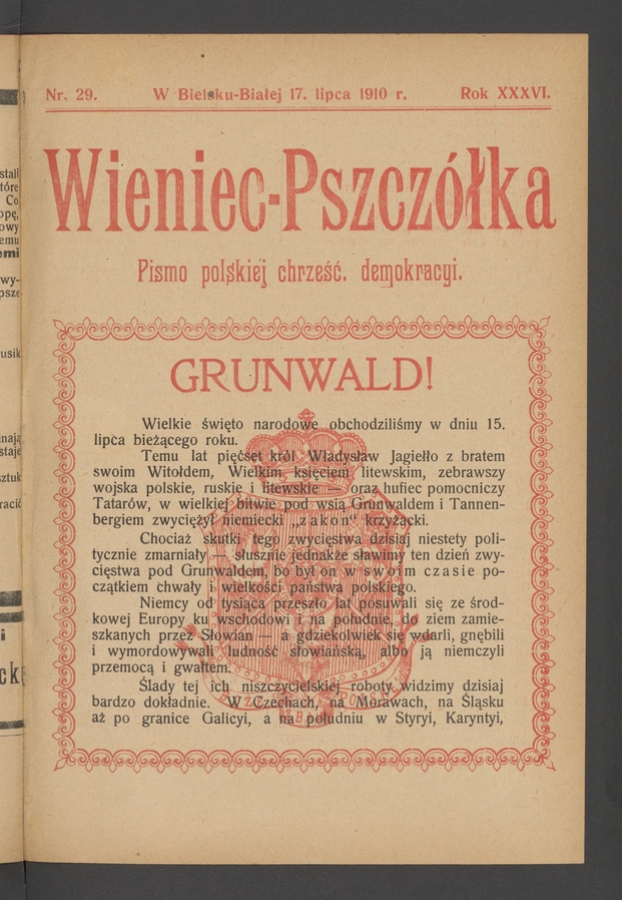 Nr. 29. W Bielsku-Białej 17. lipca 1910 r. Rok XXXVI.
Wieniec-Pszczółka
Pismo polskiej chrześć. demokracyi.
GRUNWALD!
Wielkie święto narodowe obchodziliśmy w dniu 15.
lipca bieżącego roku.
Temu lat pięćset król Władysław Jagiełło z bratem
swoim Witołdem, Wielkim księciem litewskim, zebrawszy
wojska polskie, ruskie i litewskie — oraz hufiec pomocniczy
Tatarów, w wielkiej bitwie pod wsią Grunwaldem i Tannen-
bergiem zwyciężył niemiecki „zakon" krzyżacki.
Chociaż skutki tego zwycięstwa dzisiaj niestety poli-
tycznie zmarniały — słusznie jednakże sławimy ten dzień zwy-
cięstwa pod Grunwaldem, bo był on w swoim czasie po-
czątkiem chwały i wielkości państwa polskiego.
Niemcy od tysiąca przeszło lat posuwali się ze środ-
kowej Europy ku wschodowi i na południe, do ziem zamie-
szkanych przez Słowian — a gdziekolwiek się wdarli, gnębili
i wymordowywali ludność słowiańską, albo ją niemczyli
przemocą i gwałtem.
Ślady tej ich niszczycielskiej roboty widzimy dzisiaj
bardzo dokładnie. W Czechach, na Morawach, na Śląsku
aż po granice Galicyi, a na południu w Styryi, Karyntyi,